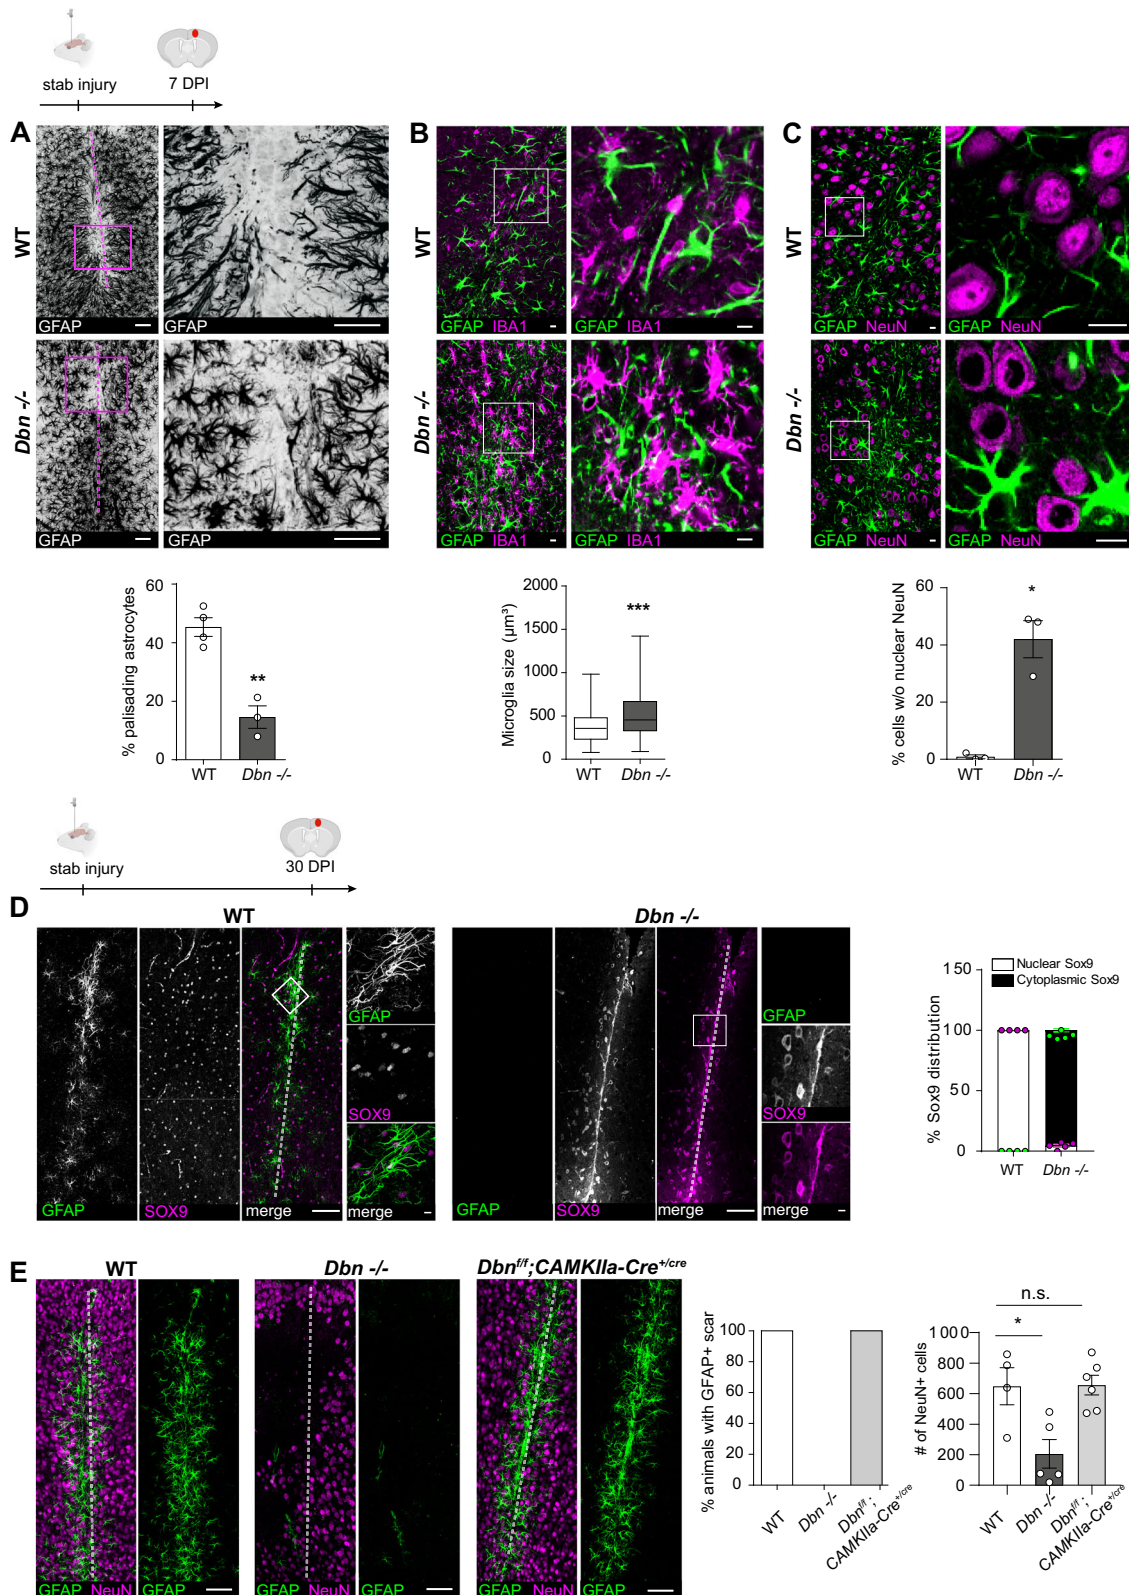 stab injury 7 DPI
A B C
WT WT WT
GFAP GFAP GFAP IBA1 GFAP IBA1 GFAP NeuN GFAP NeuN
Dbn -/- Dbn -/- Dbn -/-
GFAP GFAP GFAP IBA1 GFAP IBA1 GFAP NeuN GFAP NeuN
% palisading astrocytes
60
40
20
0
**
WT Dbn -/-
Microglia size (µm³)
2000
1500
1000
500
0
***
WT Dbn -/-
% cells w/o nuclear NeuN
60
40
20
0
*
WT Dbn -/-
stab injury 30 DPI
D
WT Dbn -/-
GFAP SOX9 merge GFAP SOX9 merge
GFAP SOX9 merge GFAP SOX9 merge
% Sox9 distribution
150
100
50
0
Nuclear Sox9
Cytoplasmic Sox9
WT Dbn -/-
E
WT Dbn -/- Dbnf/f;CAMKIIa-Cre+/cre
GFAP NeuN GFAP GFAP NeuN GFAP GFAP NeuN GFAP
% animals with GFAP+ scar
100
80
60
40
20
0
WT
Dbn -/-
Dbnf/f;
CAMKIIa-Cre+/cre
# of NeuN+ cells
1000
800
600
400
200
0
n.s.
*
WT
Dbn -/-
Dbnf/f;
CAMKIIa-Cre+/cre